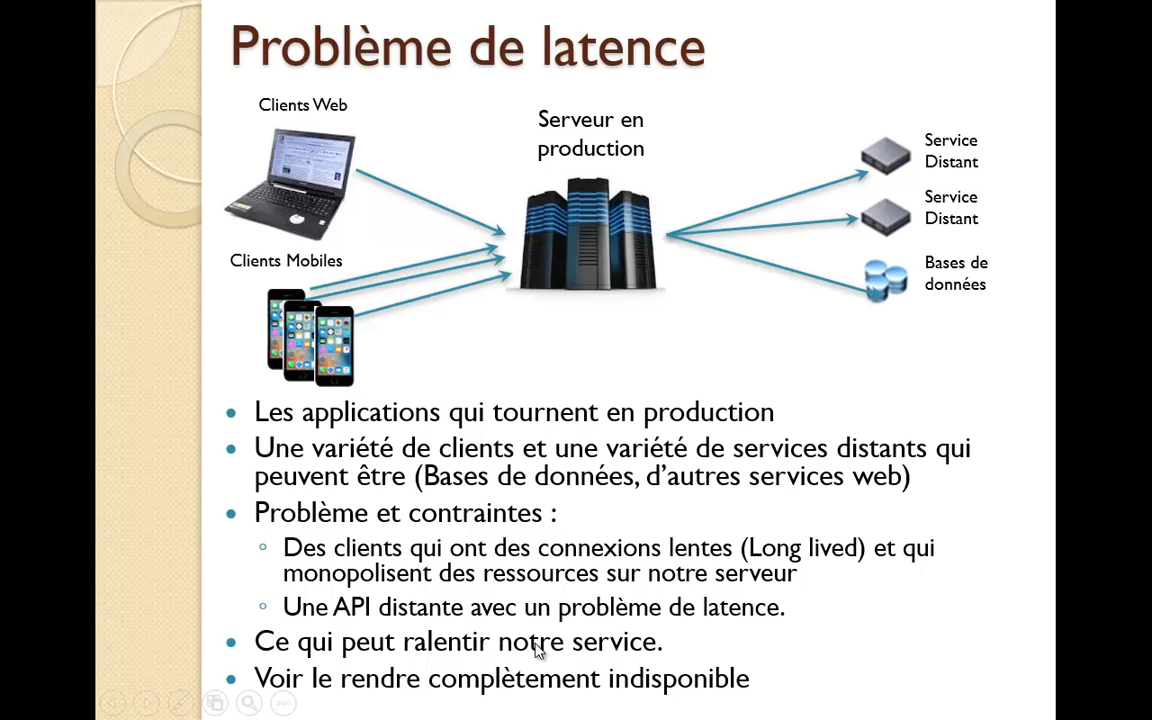 Problème de latence
Clients Web
Serveur en
production
Service
Distant
Service
Distant
Clients Mobiles
Bases de
données
Les applications qui tournent en production
Une variété de clients et une variété de services distants qui
peuvent être (Bases de données, d'autres services web)
Problème et contraintes :
Des clients qui ont des connexions lentes (Long lived) et qui
monopolisent des ressources sur notre serveur
Une API distante avec un problème de latence.
Ce qui peut ralentir notre service.
Voir le rendre complètement indisponible